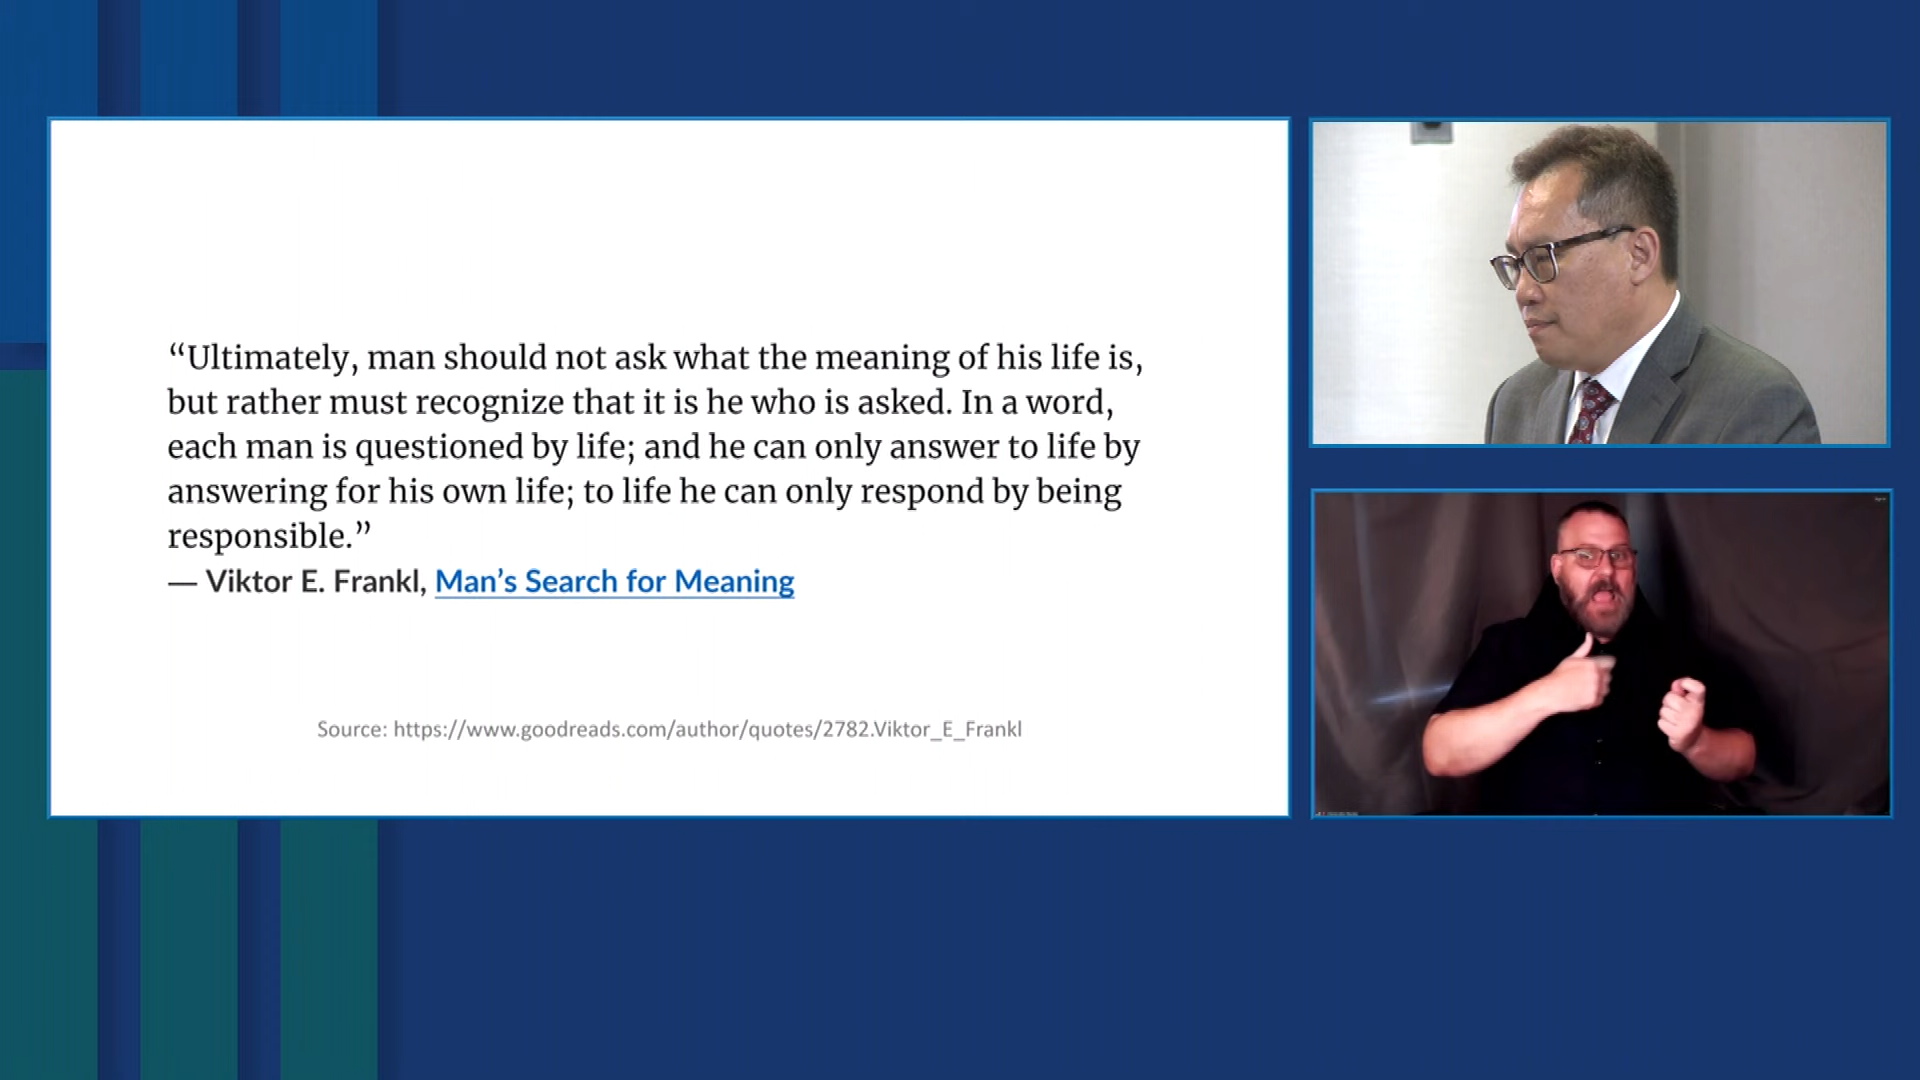 “Ultimately, man should not ask what the meaning of his life is,
but rather must recognize that it is he who is asked. In a word,
each man is questioned by life; and he can only answer to life by
answering for his own life; to life he can only respond by being
responsible.”
— Viktor E. Frankl, Man’s Search for Meaning
Source: https://www.goodreads.com/author/quotes/2782.Viktor_E_Frankl